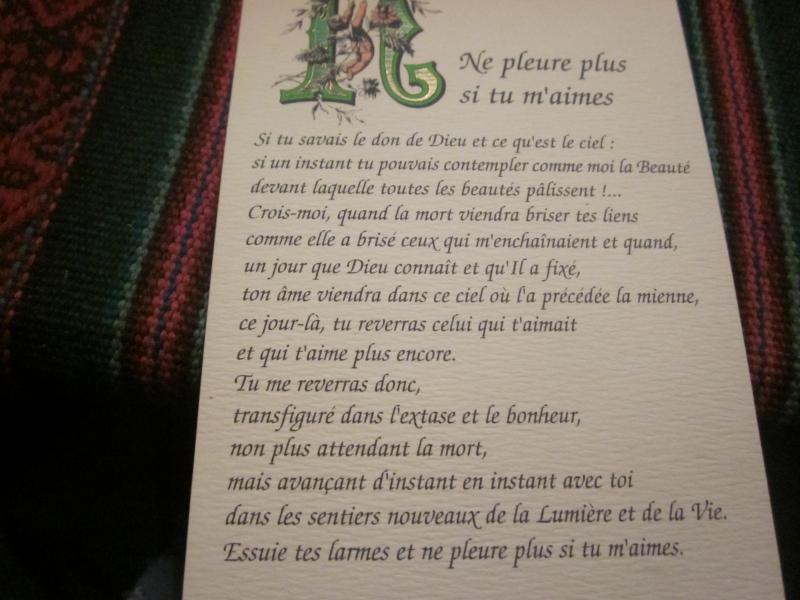 Ne pleure plus
si tu m'aimes
Si tu savais le don de Dieu et ce qu'est le ciel :
si un instant tu pouvais contempler comme moi la Beauté
devant laquelle toutes les beautés pâlissent !...
Crois-moi, quand la mort viendra briser tes liens
comme elle a brisé ceux qui m'enchaînaient et quand,
un jour que Dieu connaît et qu'Il a fixé,
ton âme viendra dans ce ciel où l'a précédée la mienne,
ce jour-là, tu reverras celui qui t'aimait
et qui t'aime plus encore.
Tu me reverras donc,
transfiguré dans l'extase et le bonheur,
non plus attendant la mort,
mais avançant d'instant en instant avec toi
dans les sentiers nouveaux de la Lumière et de la Vie.
Essuie tes larmes et ne pleure plus si tu m'aimes.